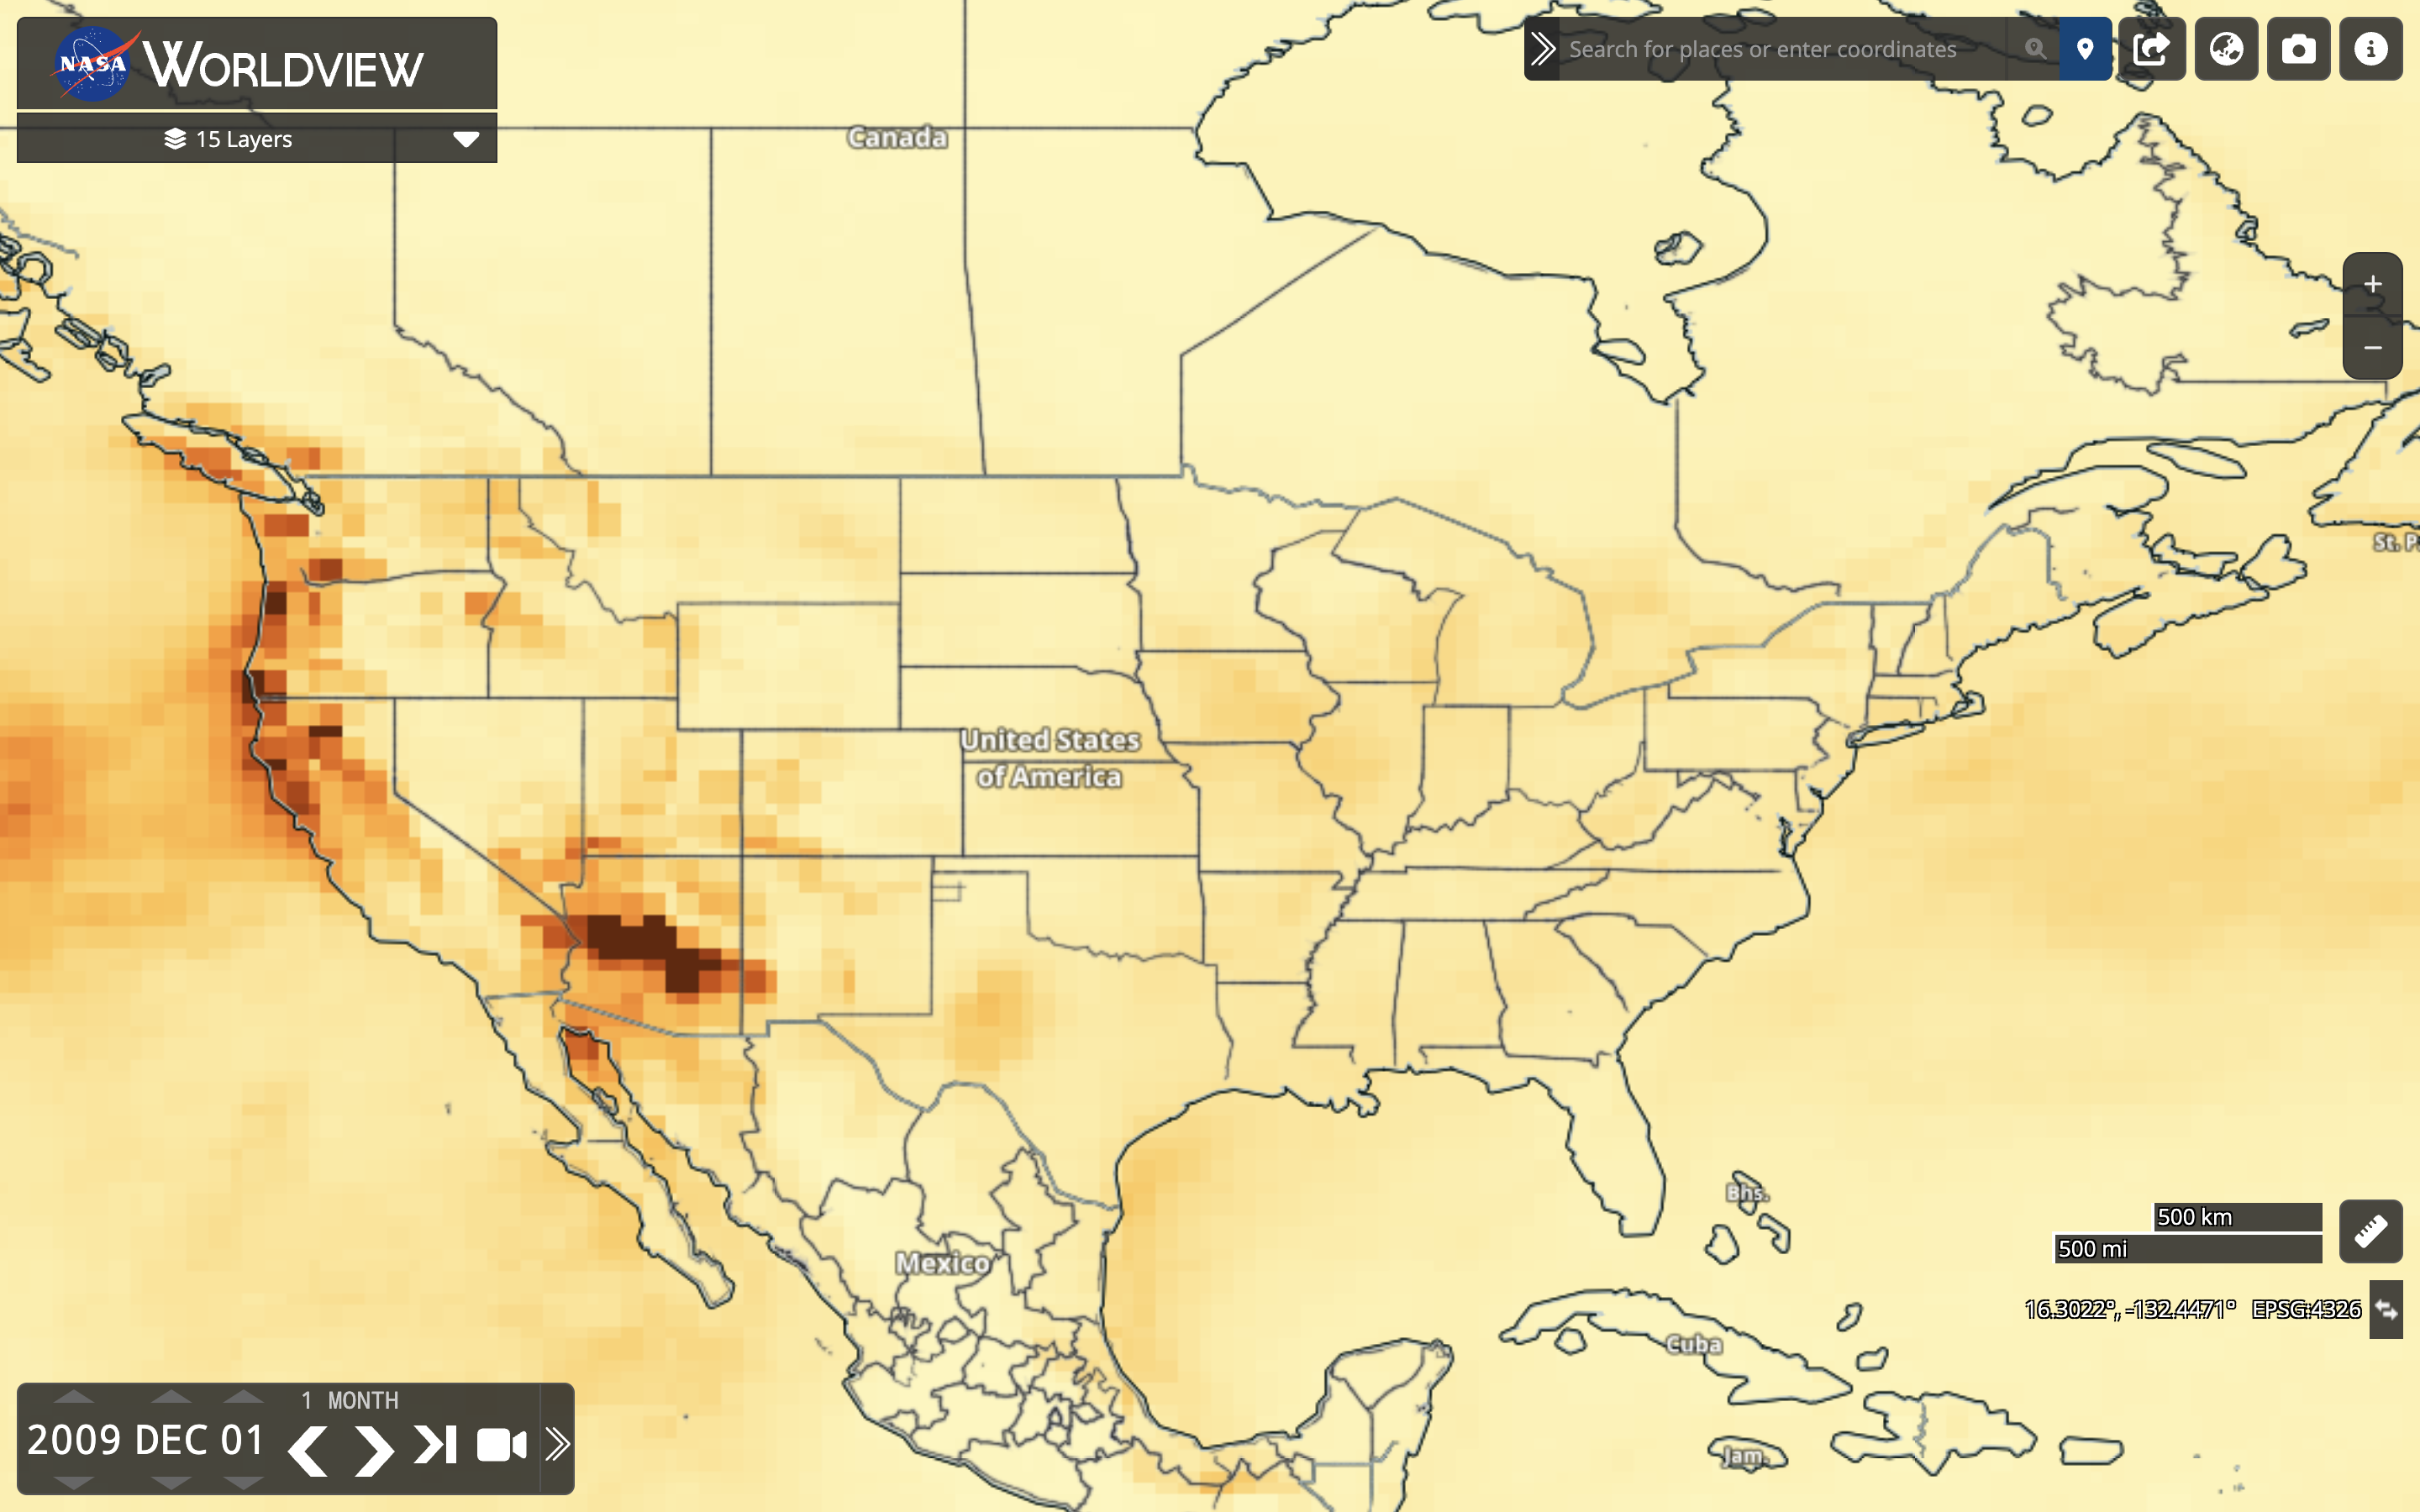 NASA WORLDVIEW
15 Layers
Search for places or enter coordinates
Canada
St. P
United States
of America
Bhs.
500 km
500 mi
Mexico
16.3022°, -132.4471° EPSG:4326
Cuba
Jam.
1 MONTH
2009 DEC 01